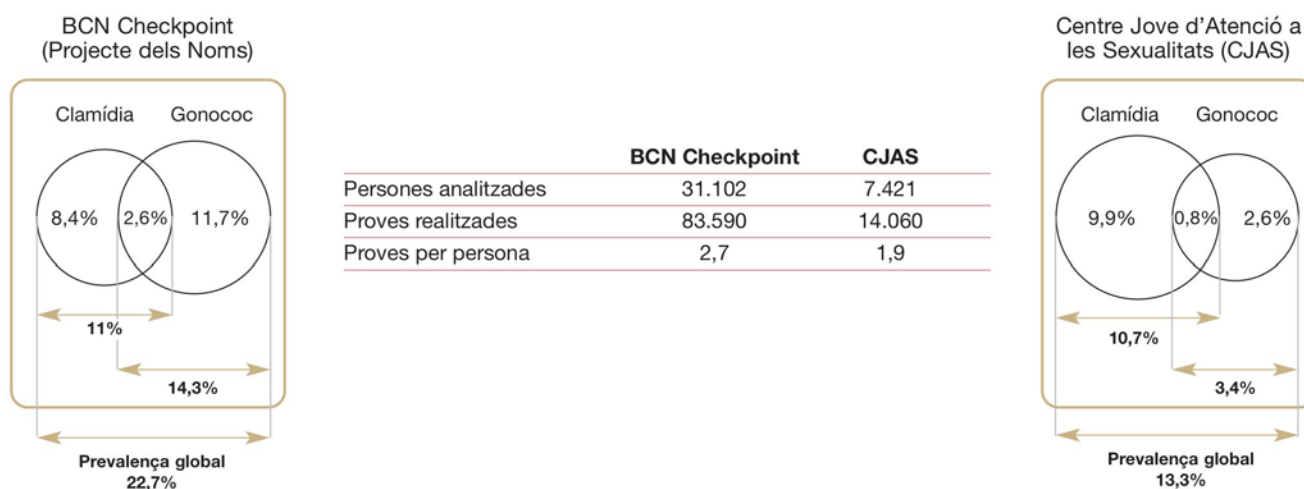 BCN Checkpoint
(Projecte dels Noms)
Clamídia Gonococ
8,4% 2,6% 11,7%
11%
14,3%
Prevalença global
22,7%
BCN Checkpoint CJAS
Persones analitzades 31.102 7.421
Proves realitzades 83.590 14.060
Proves per persona 2,7 1,9
Centre Jove d’Atenció a
les Sexualitats (CJAS)
Clamídia Gonococ
9,9% 0,8% 2,6%
10,7%
3,4%
Prevalença global
13,3%